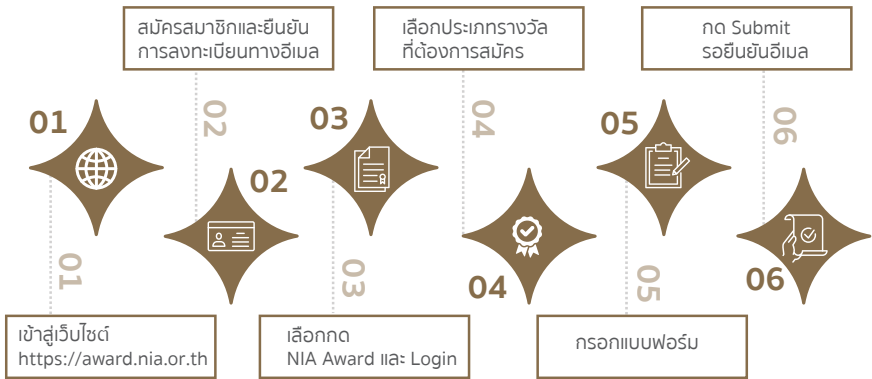 สมัครสมาชิกและยืนยัน
การลงทะเบียนทางอีเมล
เลือกประเภทรางวัล
ที่ต้องการสมัคร
กด Submit
รอยืนยันอีเมล
01
02
03
04
05
06
02
04
06
01
03
05
เข้าสู่เว็บไซต์
https://award.nia.or.th
เลือกกด
NIA Award และ Login
กรอกแบบฟอร์ม